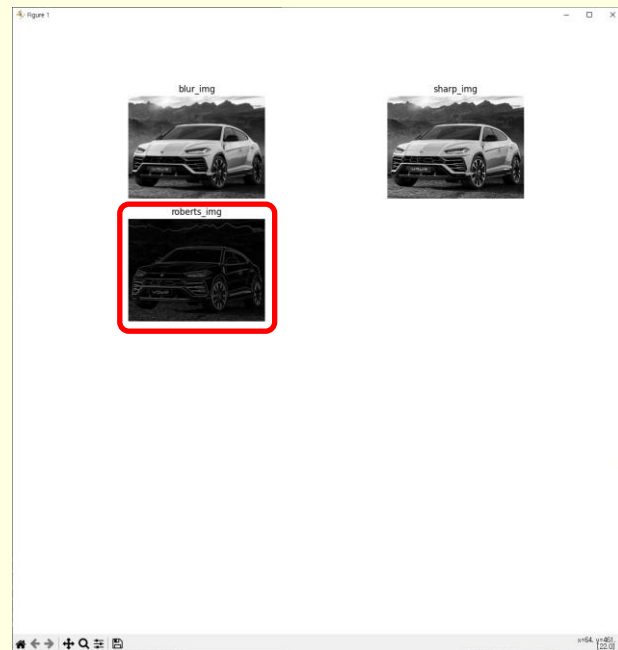 Figure 1
blur_img
sharp_img
roberts_img
x=64. y=461.
[22.0]